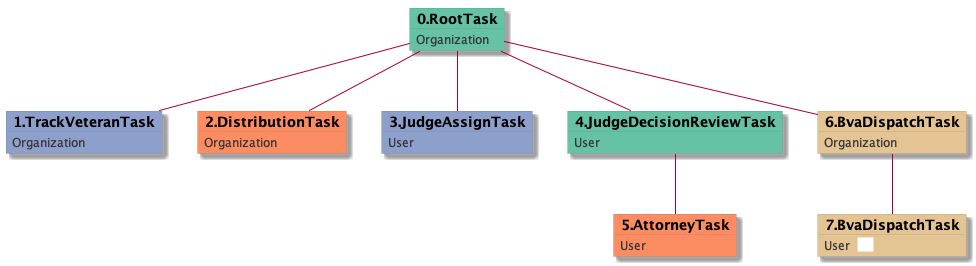 0.RootTask
Organization
1.TrackVeteranTask
Organization
2.DistributionTask
Organization
3.JudgeAssignTask
User
4.JudgeDecisionReviewTask
User
6.BvaDispatchTask
Organization
5.AttorneyTask
User
7.BvaDispatchTask
User